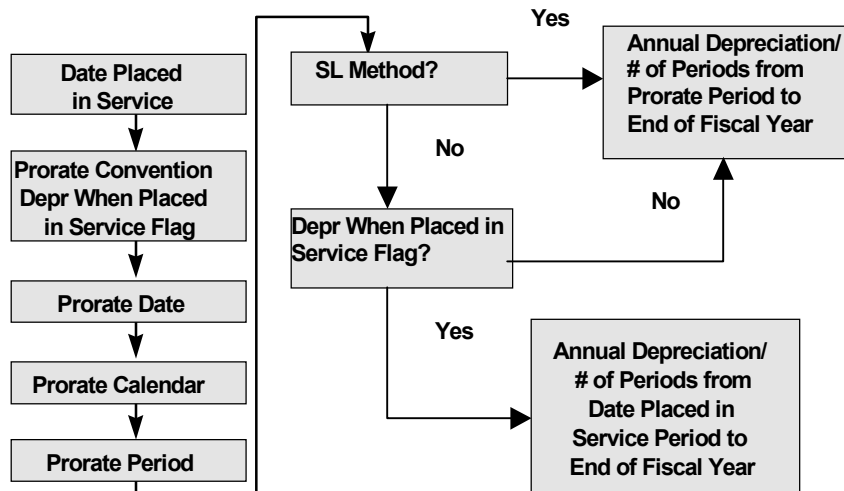 Date Placed
in Service
Prorate Convention
Depr When Placed
in Service Flag
Prorate Date
Prorate Calendar
Prorate Period
SL Method?
Yes
Annual Depreciation/
# of Periods from
Prorate Period to
End of Fiscal Year
No
Depr When Placed in
Service Flag?
No
Yes
Annual Depreciation/
# of Periods from
Date Placed in
Service Period to
End of Fiscal Year